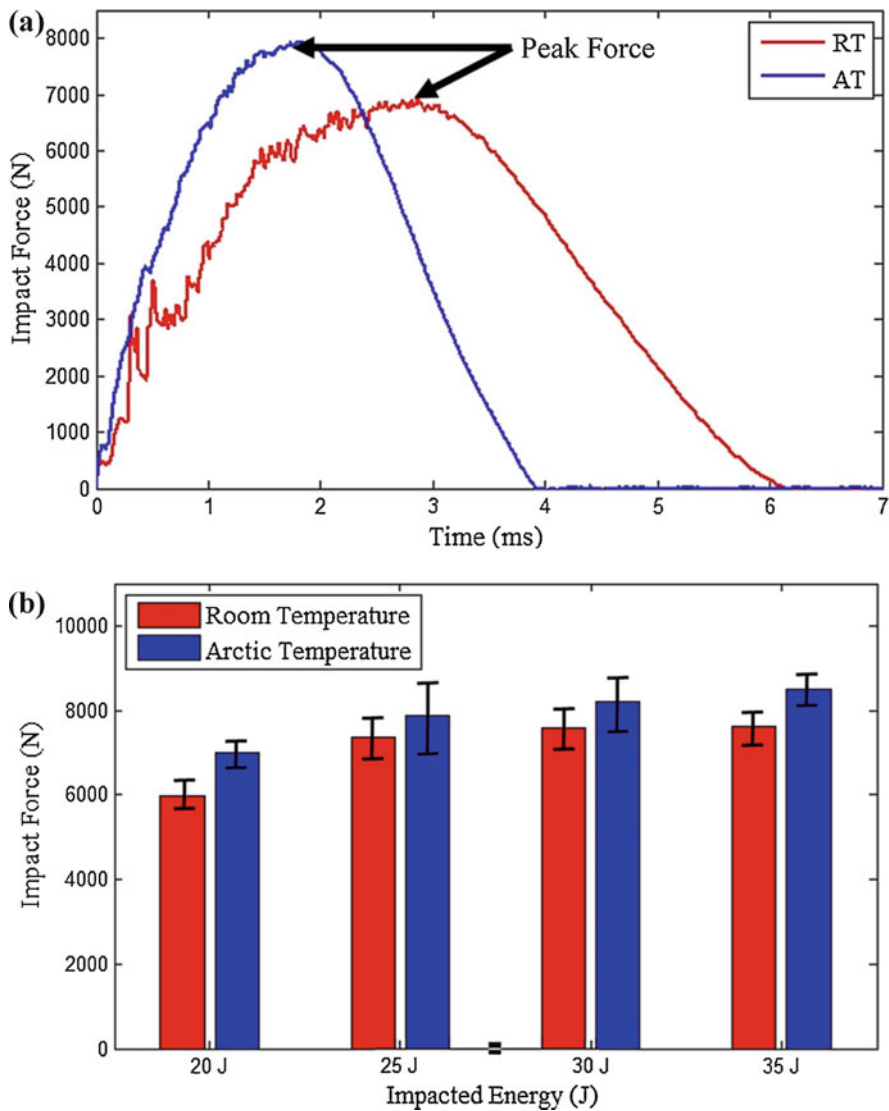 (a)
8000
7000
6000
5000
4000
3000
2000
1000
0
Impact Force (N)
Peak Force
RT
AT
0 1 2 3 4 5 6 7
Time (ms)
(b)
10000
8000
6000
4000
2000
0
Impact Force (N)
Room Temperature
Arctic Temperature
20 J 25 J 30 J 35 J
Impacted Energy (J)